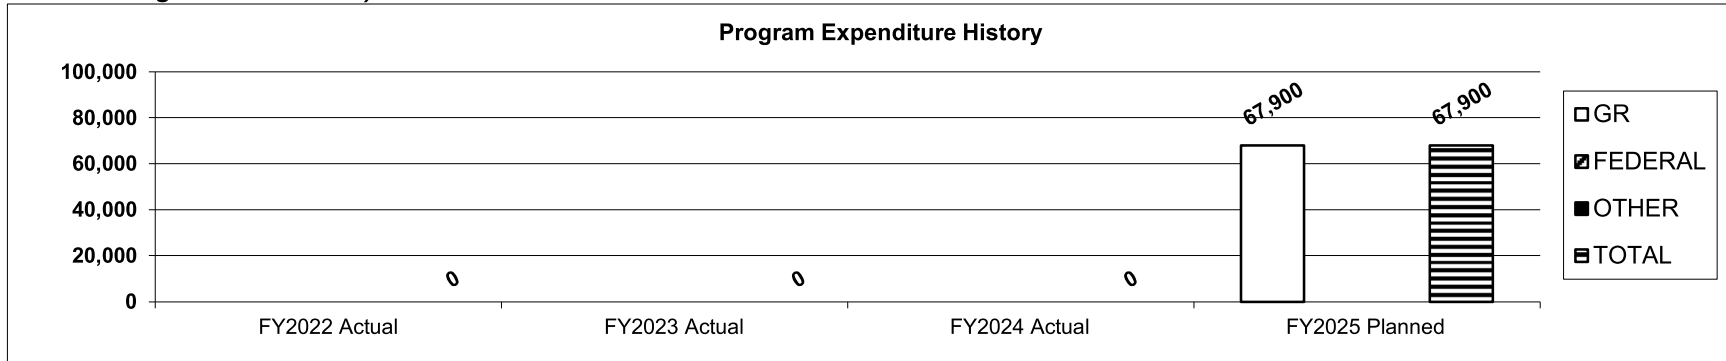 Program Expenditure History
100,000
80,000
60,000
40,000
20,000
0
67,900
67,900
0
0
0
FY2022 Actual
FY2023 Actual
FY2024 Actual
FY2025 Planned
GR
FEDERAL
OTHER
TOTAL